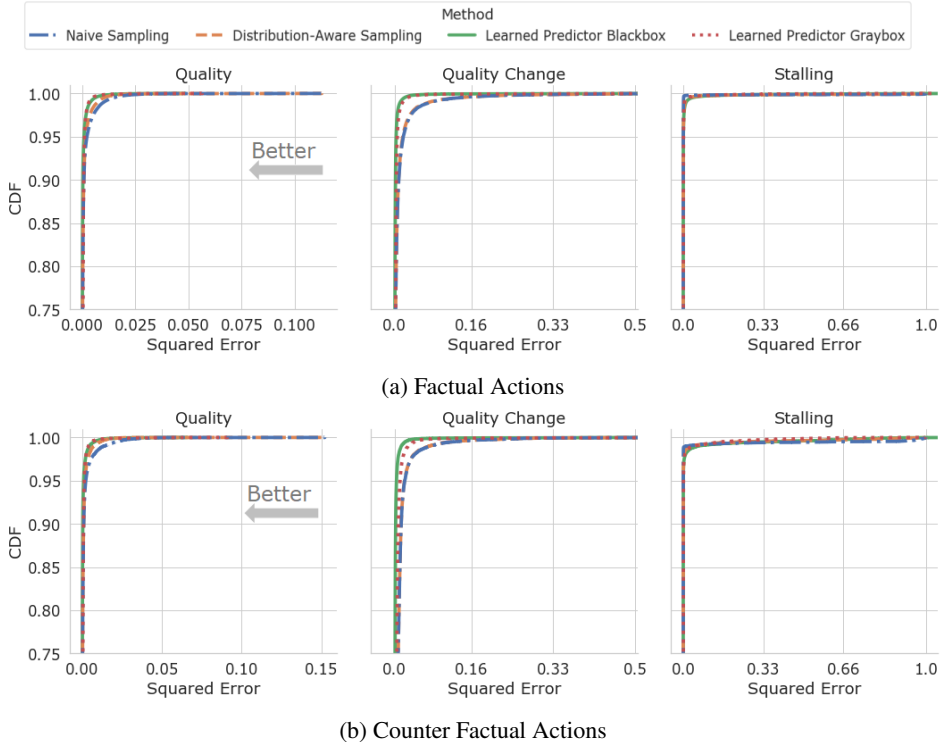 Method
Naive Sampling Distribution-Aware Sampling Learned Predictor Blackbox Learned Predictor Graybox
Quality Quality Change Stalling
1.00
0.95
0.90
0.85
0.80
0.75
CDF
Better
0.000 0.025 0.050 0.075 0.100 0.0 0.16 0.33 0.5 0.0 0.33 0.66 1.0
Squared Error Squared Error Squared Error
(a) Factual Actions
Quality Quality Change Stalling
1.00
0.95
0.90
0.85
0.80
0.75
CDF
Better
0.00 0.05 0.10 0.15 0.0 0.16 0.33 0.5 0.0 0.33 0.66 1.0
Squared Error Squared Error Squared Error
(b) Counter Factual Actions